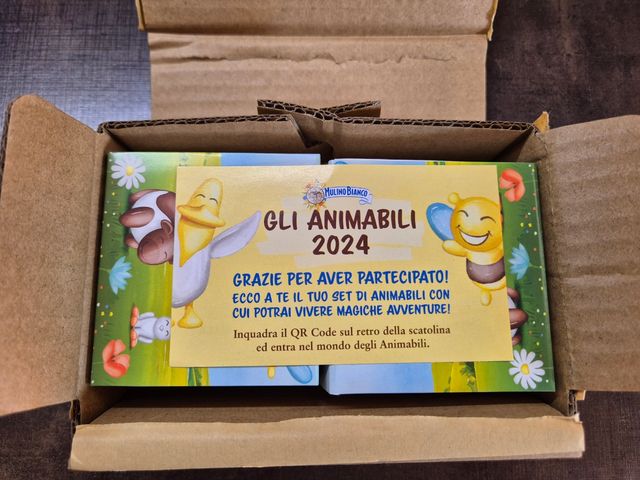 MULINO BIANCO
GLI ANIMABILI
2024
GRAZIE PER AVER PARTECIPATO!
ECCO A TE IL TUO SET DI ANIMABILI CON
CUI POTRAI VIVERE MAGICHE AVVENTURE!
Inquadra il QR Code sul retro della scatolina
ed entra nel mondo degli Animabili.